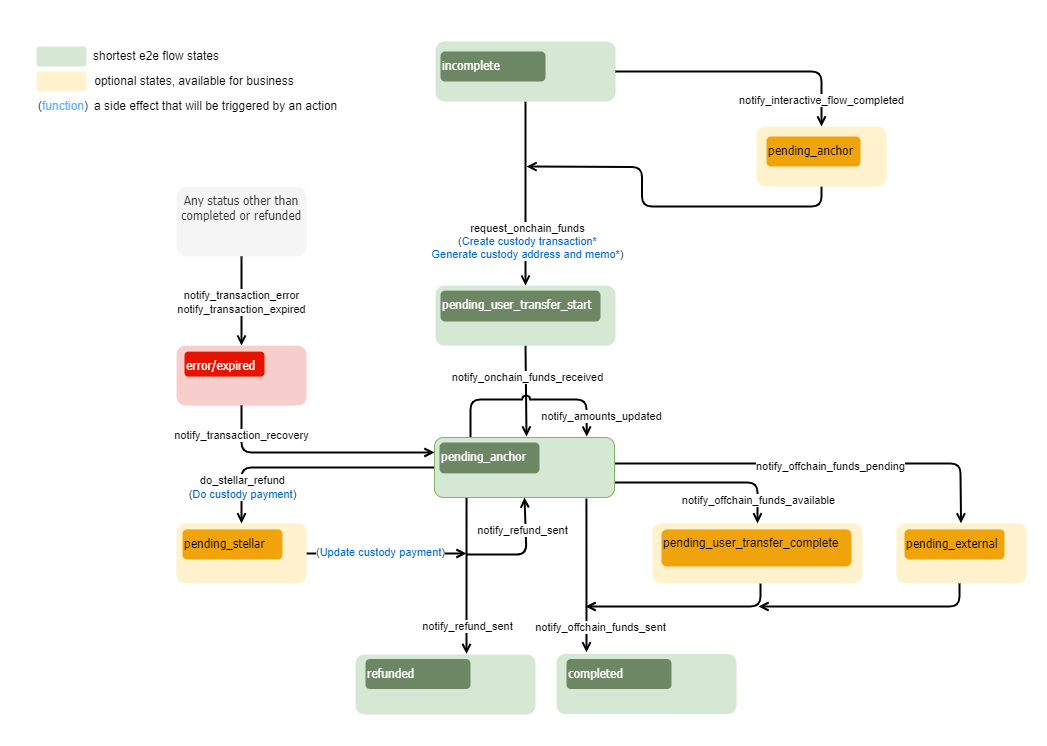 shortest e2e flow states
optional states, available for business
(function) a side effect that will be triggered by an action
incomplete
notify_interactive_flow_completed
pending_anchor
Any status other than
completed or refunded
request_onchain_funds
(Create custody transaction*
Generate custody address and memo*)
notify_transaction_error
notify_transaction_expired
pending_user_transfer_start
error/expired
notify_onchain_funds_received
notify_amounts_updated
notify_transaction_recovery
pending_anchor
notify_offchain_funds_pending
do_stellar_refund
(Do custody payment)
notify_offchain_funds_available
notify_refund_sent
pending_stellar
pending_user_transfer_complete
pending_external
(Update custody payment)
notify_refund_sent
notify_offchain_funds_sent
refunded
completed